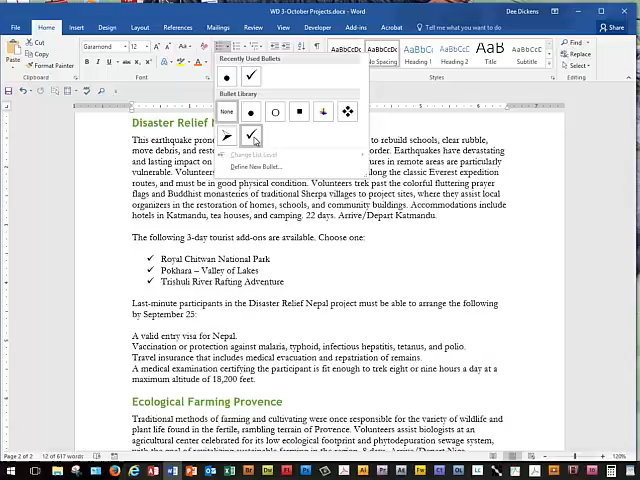 WD 3-October Projects.docx - Word
Dee Dickens
File
Home
Insert
Design
Layout
References
Mailings
Review
View
Developer
Add-ins
Acrobat
Tell me what you want to do
Share
Paste
Cut
Copy
Format Painter
Clipboard
Garamond
12
AaBbCcDc
AaBbCcDc
AaBbCc
AaBbCcC
AaB
AaBbCcD
No Spacing
Heading 1
Heading 2
Title
Subtitle
Styles
Find
Replace
Select
Editing
Recently Used Bullets
Bullet Library
None
Change List Level
Define New Bullet...
Disaster Relief N
This earthquake prone
to rebuild schools, clear rubble,
move debris, and resto
order. Earthquakes have devastating
and lasting impact on
tures in remote areas are particularly
vulnerable. Volunteers
along the classic Everest expedition
routes, and must be in good physical condition. Volunteers trek past the colorful fluttering prayer
flags and Buddhist monasteries of traditional Sherpa villages to project sites, where they assist local
organizers in the restoration of homes, schools, and community buildings. Accommodations include
hotels in Katmandu, tea houses, and camping. 22 days. Arrive/Depart Katmandu.
The following 3-day tourist add-ons are available. Choose one:
✓ Royal Chitwan National Park
✓ Pokhara – Valley of Lakes
✓ Trishuli River Rafting Adventure
Last-minute participants in the Disaster Relief Nepal project must be able to arrange the following
by September 25:
A valid entry visa for Nepal.
Vaccination or protection against malaria, typhoid, infectious hepatitis, tetanus, and polio.
Travel insurance that includes medical evacuation and repatriation of remains.
A medical examination certifying the participant is fit enough to trek eight or nine hours a day at a
maximum altitude of 18,200 feet.
Ecological Farming Provence
Traditional methods of farming and cultivating were once responsible for the variety of wildlife and
plant life found in the fertile, rambling terrain of Provence. Volunteers assist biologists at an
agricultural center celebrated for its low ecological footprint and phytodepuration sewage system,
Page 2 of 2
12 of 617 words
120%